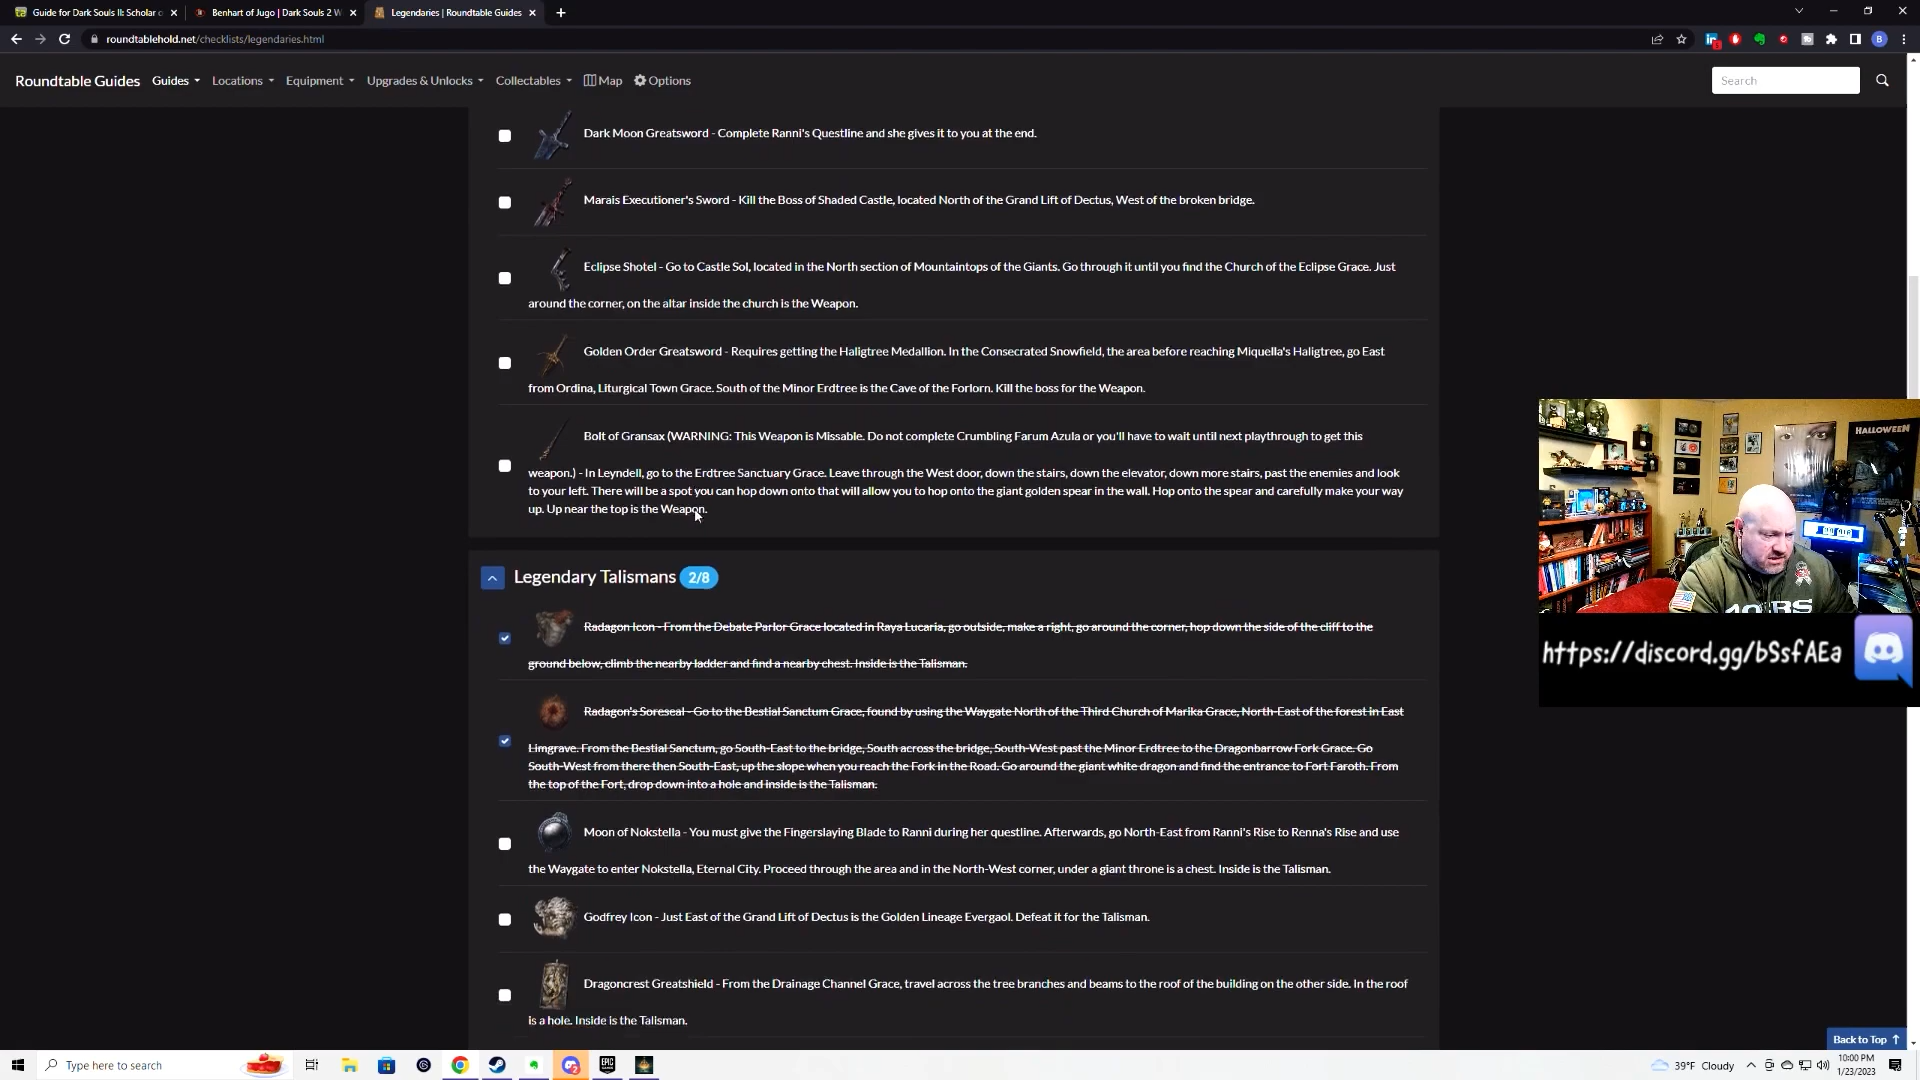 Guide for Dark Souls II: Scholar o
Benhart of Jugo | Dark Souls 2 W
Legendaries | Roundtable Guides
roundtablehold.net/checklists/legendaries.html
Roundtable Guides Guides Locations Equipment Upgrades & Unlocks Collectables Map Options Search
Dark Moon Greatsword - Complete Ranni's Questline and she gives it to you at the end.
Marais Executioner's Sword - Kill the Boss of Shaded Castle, located North of the Grand Lift of Dectus, West of the broken bridge.
Eclipse Shotel - Go to Castle Sol, located in the North section of Mountaintops of the Giants. Go through it until you find the Church of the Eclipse Grace. Just
around the corner, on the altar inside the church is the Weapon.
Golden Order Greatsword - Requires getting the Haligtree Medallion. In the Consecrated Snowfield, the area before reaching Miquella's Haligtree, go East
from Ordina, Liturgical Town Grace. South of the Minor Erdtree is the Cave of the Forlorn. Kill the boss for the Weapon.
Bolt of Gransax (WARNING: This Weapon is Missable. Do not complete Crumbling Farum Azula or you'll have to wait until next playthrough to get this
weapon.) - In Leyndell, go to the Erdtree Sanctuary Grace. Leave through the West door, down the stairs, down the elevator, down more stairs, past the enemies and look
to your left. There will be a spot you can hop down onto that will allow you to hop onto the giant golden spear in the wall. Hop onto the spear and carefully make your way
up. Up near the top is the Weapon.
Legendary Talismans 2/8
Radagon Icon - From the Debate Parlor Grace located in Raya Lucaria, go outside, make a right, go around the corner, hop down the side of the cliff to the
ground below, climb the nearby ladder and find a nearby chest. Inside is the Talisman.
Radagon's Soreseal - Go to the Bestial Sanctum Grace, found by using the Waygate North of the Third Church of Marika Grace, North-East of the forest in East
Limgrave. From the Bestial Sanctum, go South-East to the bridge, South across the bridge, South-West past the Minor Erdtree to the Dragonbarrow Fork Grace. Go
South-West from there then South-East, up the slope when you reach the Fork in the Road. Go around the giant white dragon and find the entrance to Fort Faroth. From
the top of the Fort, drop down into a hole and inside is the Talisman.
Moon of Nokstella - You must give the Fingerslaying Blade to Ranni during her questline. Afterwards, go North-East from Ranni's Rise to Renna's Rise and use
the Waygate to enter Nokstella, Eternal City. Proceed through the area and in the North-West corner, under a giant throne is a chest. Inside is the Talisman.
Godfrey Icon - Just East of the Grand Lift of Dectus is the Golden Lineage Evergaol. Defeat it for the Talisman.
Dragoncrest Greatshield - From the Drainage Channel Grace, travel across the tree branches and beams to the roof of the building on the other side. In the roof
is a hole. Inside is the Talisman.
HALLOWEEN
ON AIR
https://discord.gg/bSsfAEa
Back to Top ↑
Type here to search
EPIC
39°F Cloudy
10:00 PM
1/23/2023